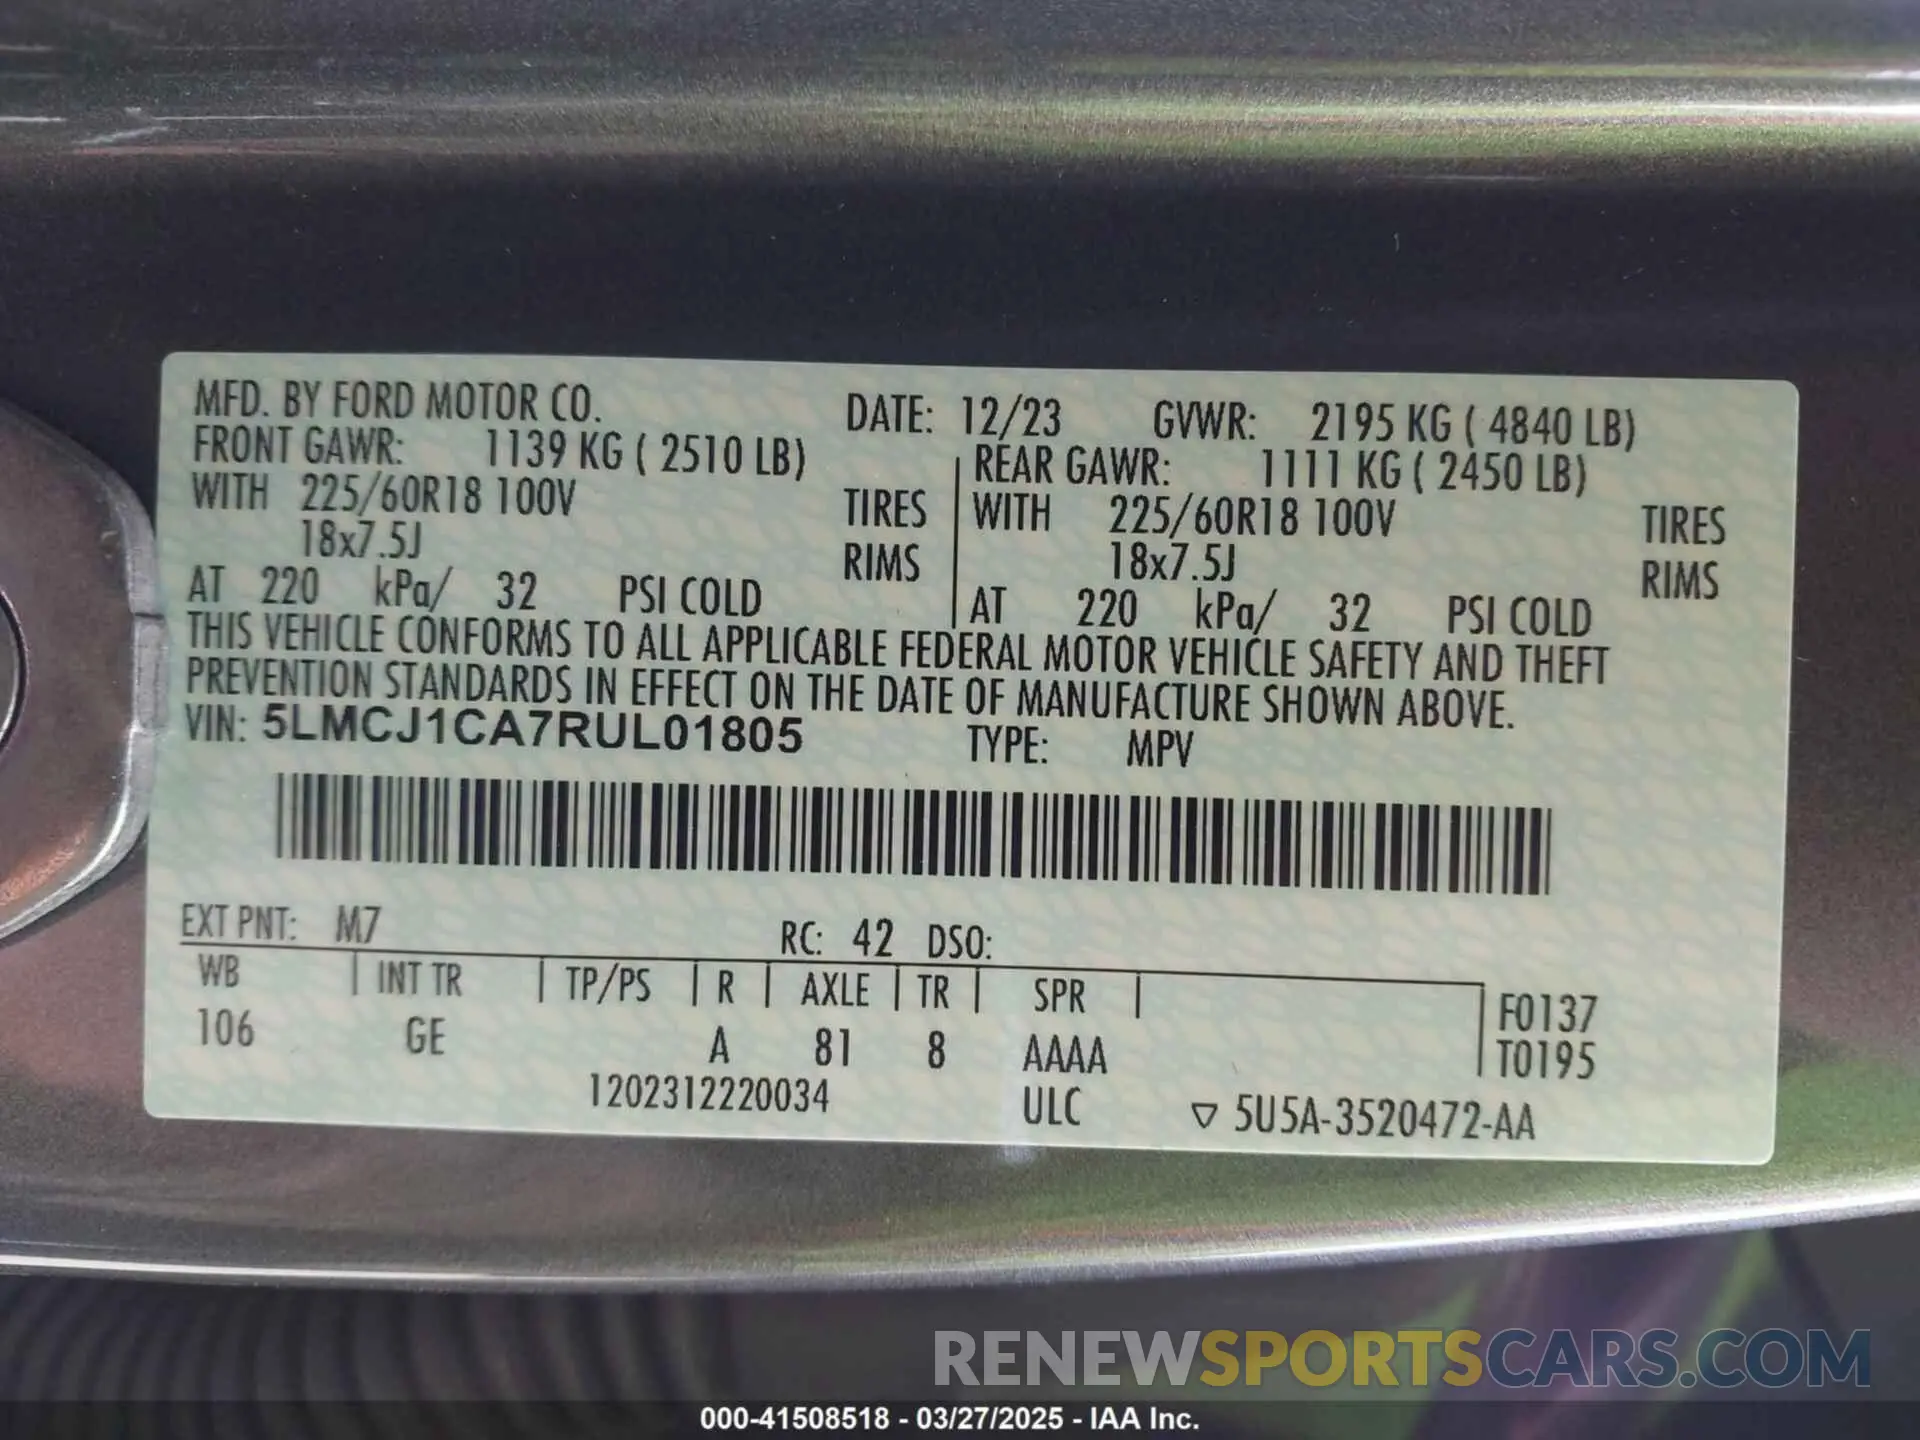 MFD. BY FORD MOTOR CO. DATE: 12/23 GVWR: 2195 KG ( 4840 LB)
FRONT GAWR: 1139 KG ( 2510 LB) REAR GAWR: 1111 KG ( 2450 LB)
WITH 225/60R18 100V TIRES WITH 225/60R18 100V TIRES
18x7.5J RIMS 18x7.5J RIMS
AT 220 kPa/ 32 PSI COLD AT 220 kPa/ 32 PSI COLD
THIS VEHICLE CONFORMS TO ALL APPLICABLE FEDERAL MOTOR VEHICLE SAFETY AND THEFT
PREVENTION STANDARDS IN EFFECT ON THE DATE OF MANUFACTURE SHOWN ABOVE.
VIN: 5LMCJ1CA7RUL01805 TYPE: MPV
EXT PNT: M7 RC: 42 DSO:
WB INT TR TP/PS R AXLE TR SPR F0137
106 GE A 81 8 AAAA T0195
1202312220034 ULC ▽ 5U5A-3520472-AA
RENEWSPORTSCARS.COM
000-41508518 - 03/27/2025 - IAA Inc.